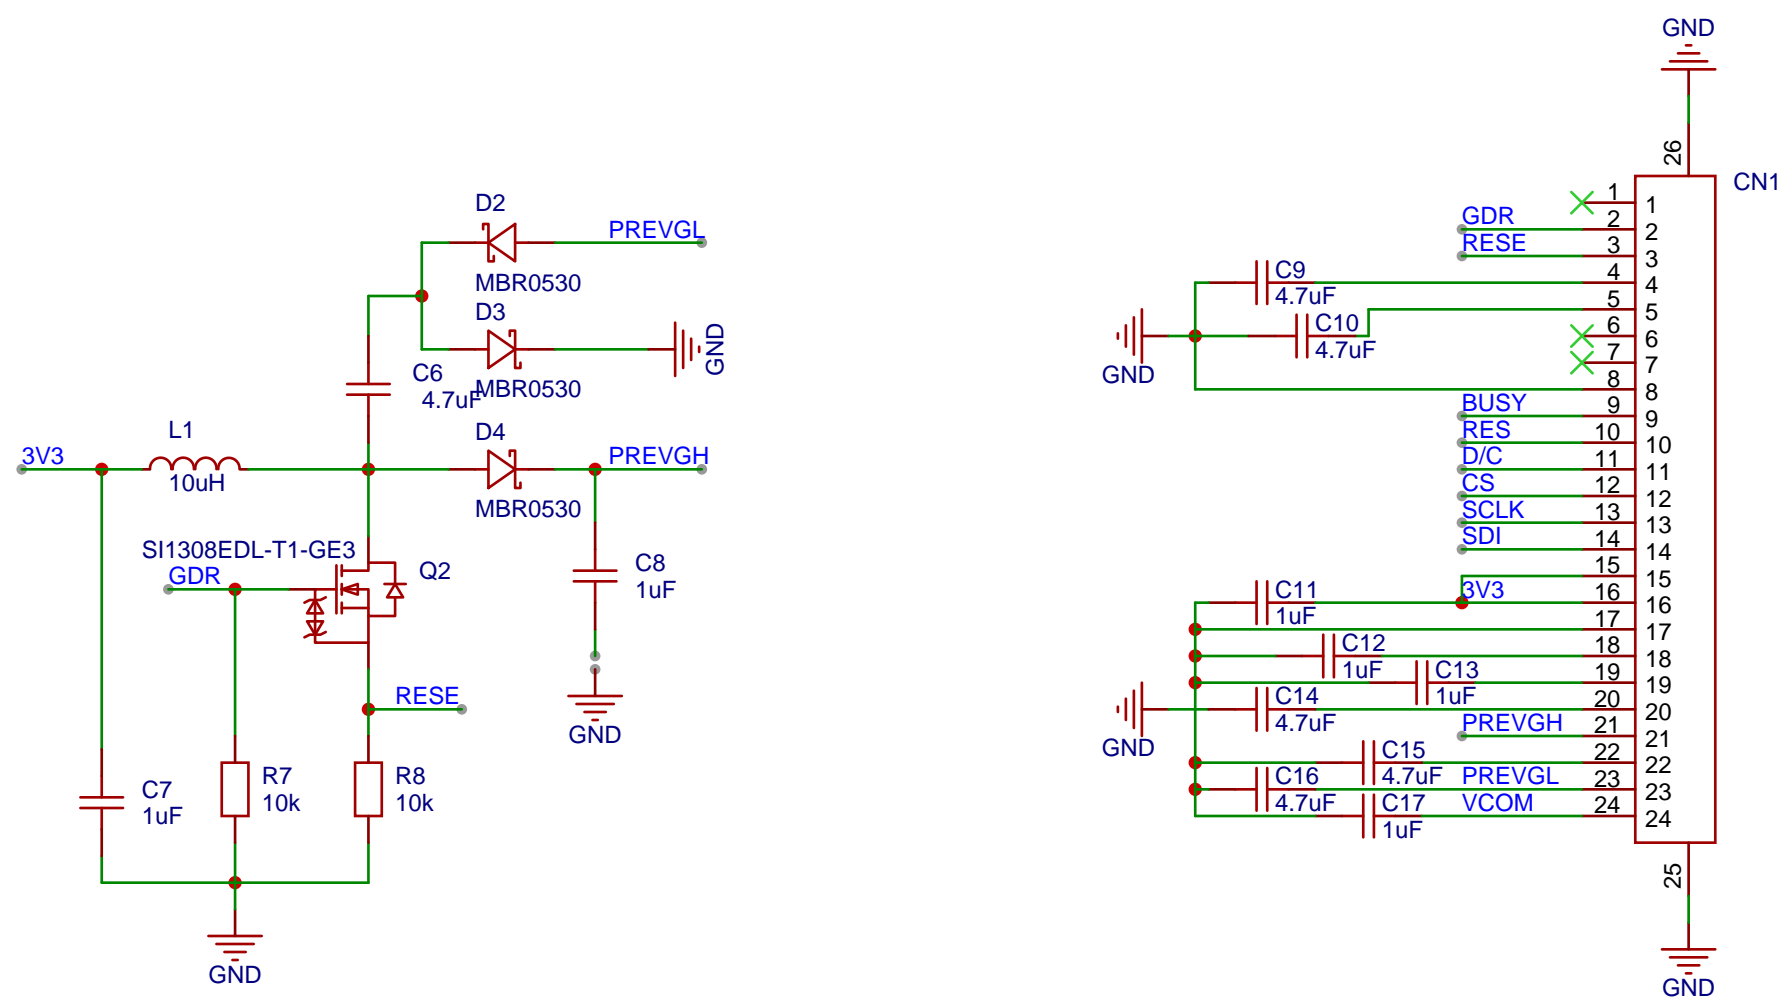 D2
PREVGL
MBR0530
D3
GND
C6
4.7uF
MBR0530
L1
D4
3V3
PREVGH
10uH
MBR0530
SI1308EDL-T1-GE3
GDR
Q2
C8
1uF
RESE
GND
C7
1uF
R7
10k
R8
10k
GND
GND
26
CN1
1 1
GDR 2 2
RESE 3 3
C9
4.7uF
4 4
C10
4.7uF
5 5
6 6
7 7
GND
8 8
BUSY 9 9
RES 10 10
D/C 11 11
CS 12 12
SCLK 13 13
SDI 14 14
15 15
C11
1uF
3V3 16 16
17 17
C12
1uF
18 18
C13
1uF
19 19
C14
4.7uF
20 20
GND
PREVGH 21 21
C15
4.7uF
22 22
C16
4.7uF
PREVGL 23 23
C17
1uF
VCOM 24 24
25
GND